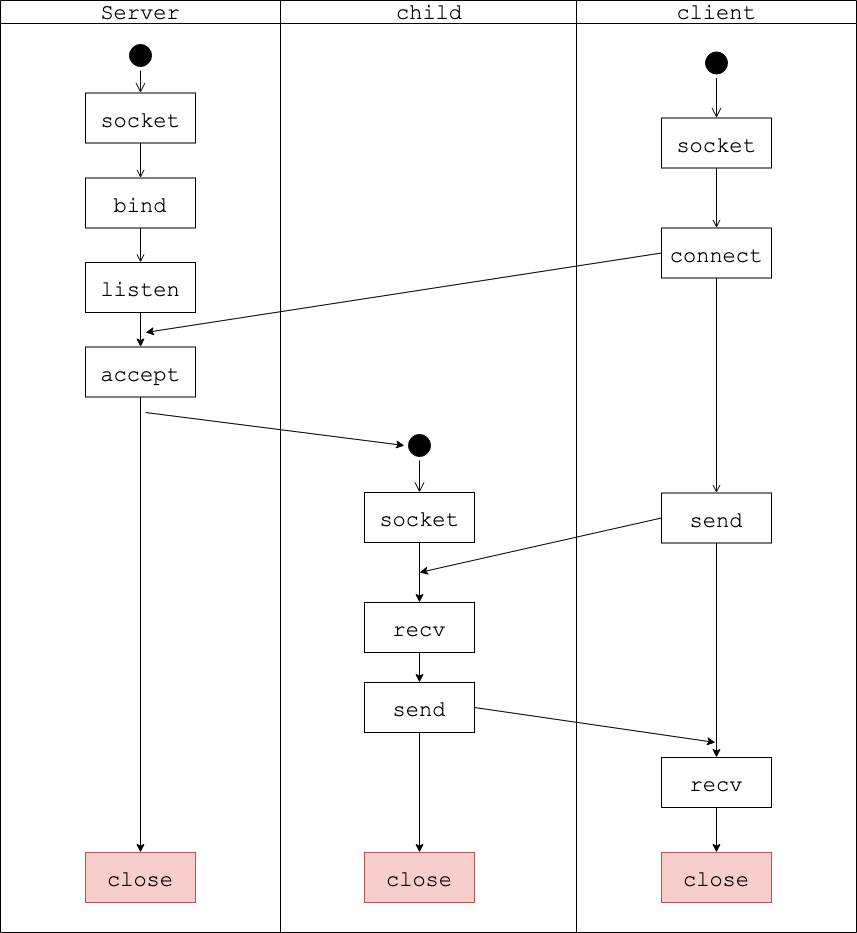 Server
child
client
socket
bind
listen
accept
close
socket
recv
send
close
socket
connect
send
recv
close